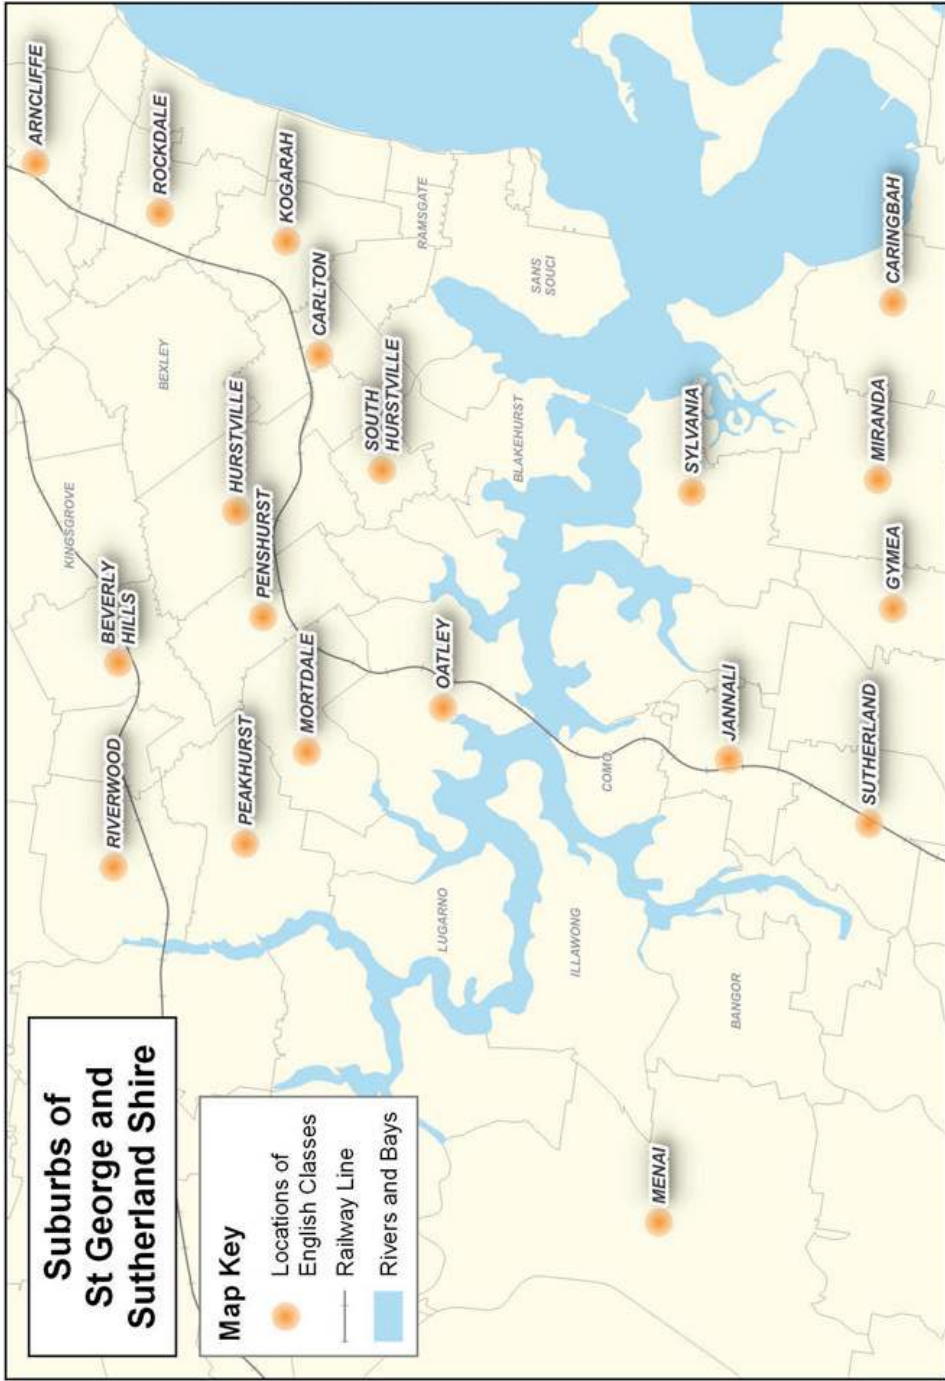 Suburbs of
St George and
Sutherland Shire
Map Key
Locations of
English Classes
Railway Line
Rivers and Bays
ARNCLIFFE
ROCKDALE
KOGARAH
CARLTON
RAMSGATE
SANS
SOUCI
BEXLEY
HURSTVILLE
SOUTH
HURSTVILLE
KINGSGROVE
BEVERLY
HILLS
PENSHURST
BLAKEHURST
RIVERWOOD
PEAKHURST
MORTDALE
OATLEY
LUGARNO
COMO
ILLAWONG
BANGOR
MENAI
JANNALI
SUTHERLAND
SYLVANIA
GYMEA
MIRANDA
CARINGBAH